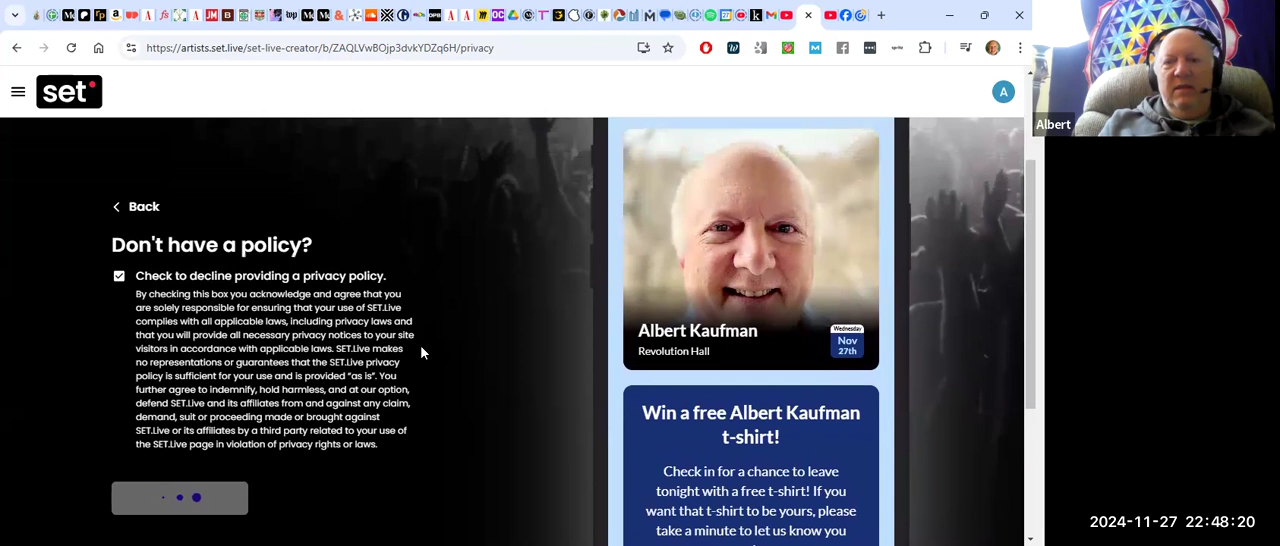 https://artists.set.live/set-live-creator/b/ZAQLVwBOjp3dvkYDZq6H/privacy
set
A
Albert
Back
Don't have a policy?
Check to decline providing a privacy policy.
By checking this box you acknowledge and agree that you
are solely responsible for ensuring that your use of SET.Live
complies with all applicable laws, including privacy laws and
that you will provide all necessary privacy notices to your site
visitors in accordance with applicable laws. SET.Live makes
no representations or guarantees that the SET.Live privacy
policy is sufficient for your use and is provided "as is". You
further agree to indemnify, hold harmless, and at our option,
defend SET.Live and its affiliates from and against any claim,
demand, suit or proceeding made or brought against
SET.Live or its affiliates by a third party related to your use of
the SET.Live page in violation of privacy rights or laws.
Albert Kaufman
Revolution Hall
Wednesday
Nov
27th
Win a free Albert Kaufman
t-shirt!
Check in for a chance to leave
tonight with a free t-shirt! If you
want that t-shirt to be yours, please
take a minute to let us know you
2024-11-27 22:48:20